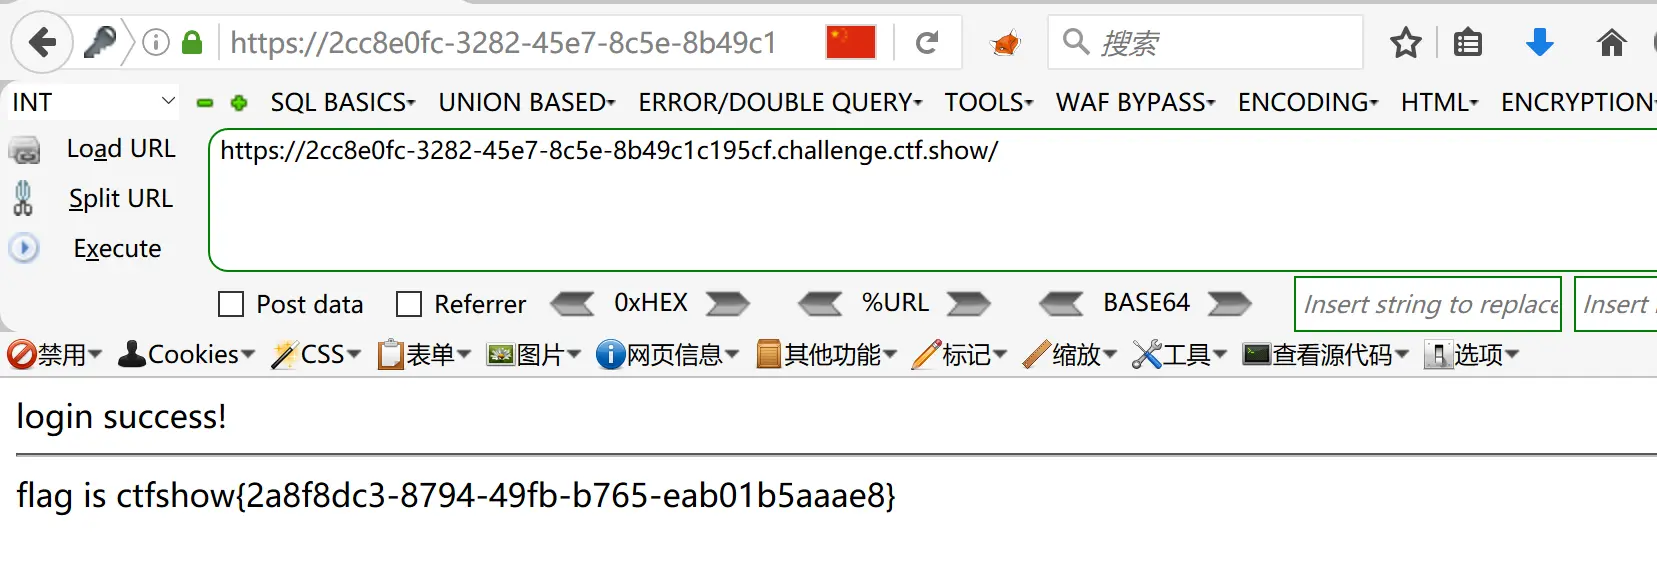 https://2cc8e0fc-3282-45e7-8c5e-8b49c1 搜索
INT SQL BASICS UNION BASED ERROR/DOUBLE QUERY TOOLS WAF BYPASS ENCODING HTML ENCRYPTION
Load URL https://2cc8e0fc-3282-45e7-8c5e-8b49c1c195cf.challenge.ctf.show/
Split URL
Execute
Post data Referrer 0xHEX %URL BASE64 Insert string to replace Insert
禁用 Cookies CSS 表单 图片 网页信息 其他功能 标记 缩放 工具 查看源代码 选项
login success!
flag is ctfshow{2a8f8dc3-8794-49fb-b765-eab01b5aaae8}